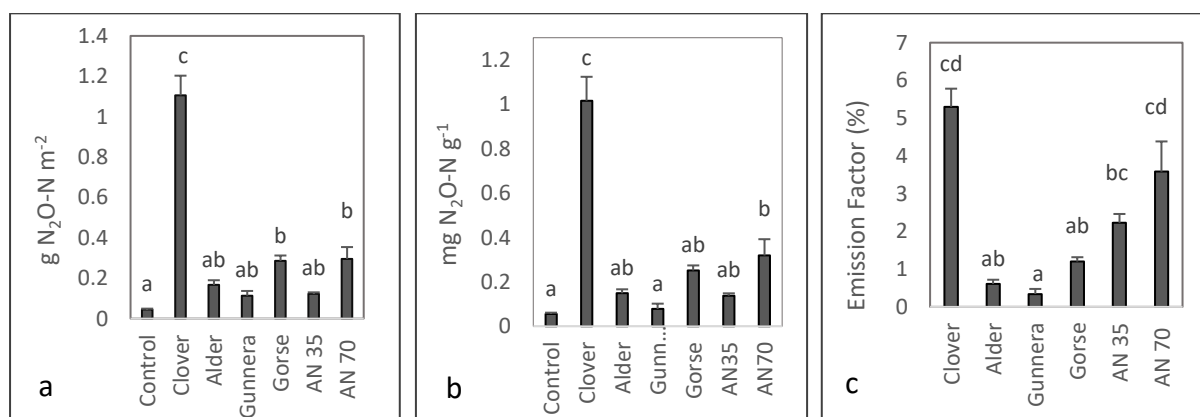 g N₂O-N m⁻²
1.4
1.2
1
0.8
0.6
0.4
0.2
0
a
c
ab
ab
b
ab
b
Control
Clover
Alder
Gunnera
Gorse
AN 35
AN 70
a
mg N₂O-N g⁻¹
1.2
1
0.8
0.6
0.4
0.2
0
a
c
ab
a
ab
ab
b
Control
Clover
Alder
Gunn...
Gorse
AN35
AN70
b
Emission Factor (%)
7
6
5
4
3
2
1
0
cd
ab
a
ab
bc
cd
Clover
Alder
Gunnera
Gorse
AN 35
AN 70
c